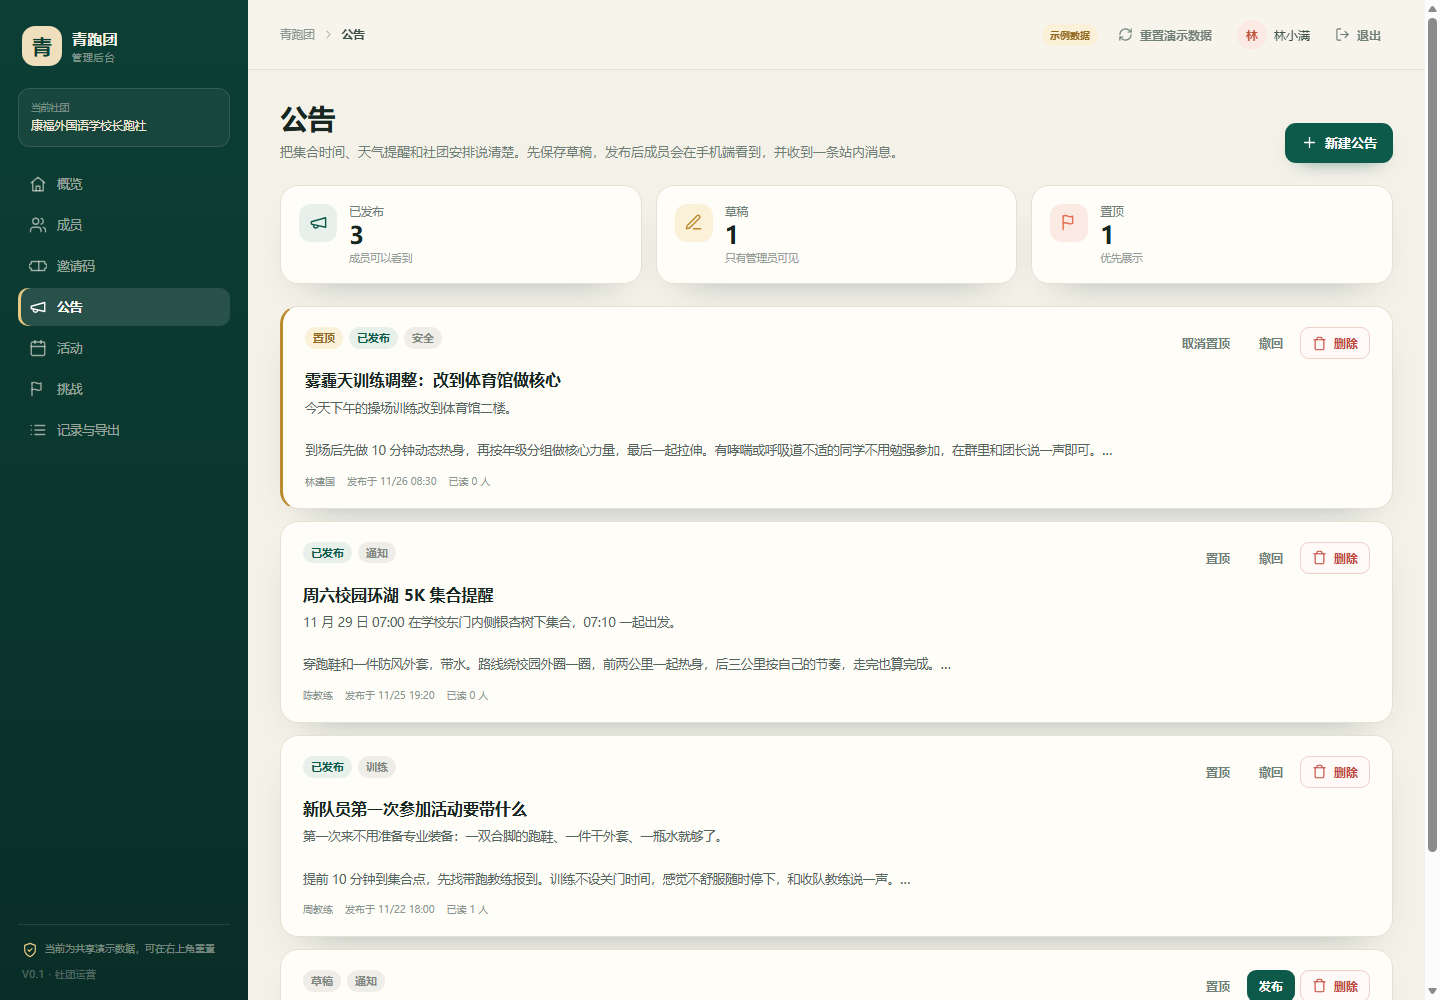 青
青跑团
管理后台
当前社团
康福外国语学校长跑社
概览
成员
邀请码
公告
活动
挑战
记录与导出
当前为共享演示数据，可在右上角重置
V0.1 · 社团运营
青跑团 > 公告
示例数据
重置演示数据
林
林小满
退出
公告
把集合时间、天气提醒和社团安排说清楚。先保存草稿，发布后成员会在手机端看到，并收到一条站内消息。
新建公告
已发布
3
成员可以看到
草稿
1
只有管理员可见
置顶
1
优先展示
置顶 已发布 安全
取消置顶 撤回 删除
雾霾天训练调整：改到体育馆做核心
今天下午的操场训练改到体育馆二楼。
到场后先做 10 分钟动态热身，再按年级分组做核心力量，最后一起拉伸。有哮喘或呼吸道不适的同学不用勉强参加，在群里和团长说一声即可。...
林建国 发布于 11/26 08:30 已读 0 人
已发布 通知
置顶 撤回 删除
周六校园环湖 5K 集合提醒
11 月 29 日 07:00 在学校东门内侧银杏树下集合，07:10 一起出发。
穿跑鞋和一件防风外套，带水。路线绕校园外圈一圈，前两公里一起热身，后三公里按自己的节奏，走完也算完成。...
陈教练 发布于 11/25 19:20 已读 0 人
已发布 训练
置顶 撤回 删除
新队员第一次参加活动要带什么
第一次来不用准备专业装备：一双合脚的跑鞋、一件干外套、一瓶水就够了。
提前 10 分钟到集合点，先找带跑教练报到。训练不设关门时间，感觉不舒服随时停下，和收队教练说一声。...
周教练 发布于 11/22 18:00 已读 1 人
草稿 通知
置顶 发布 删除